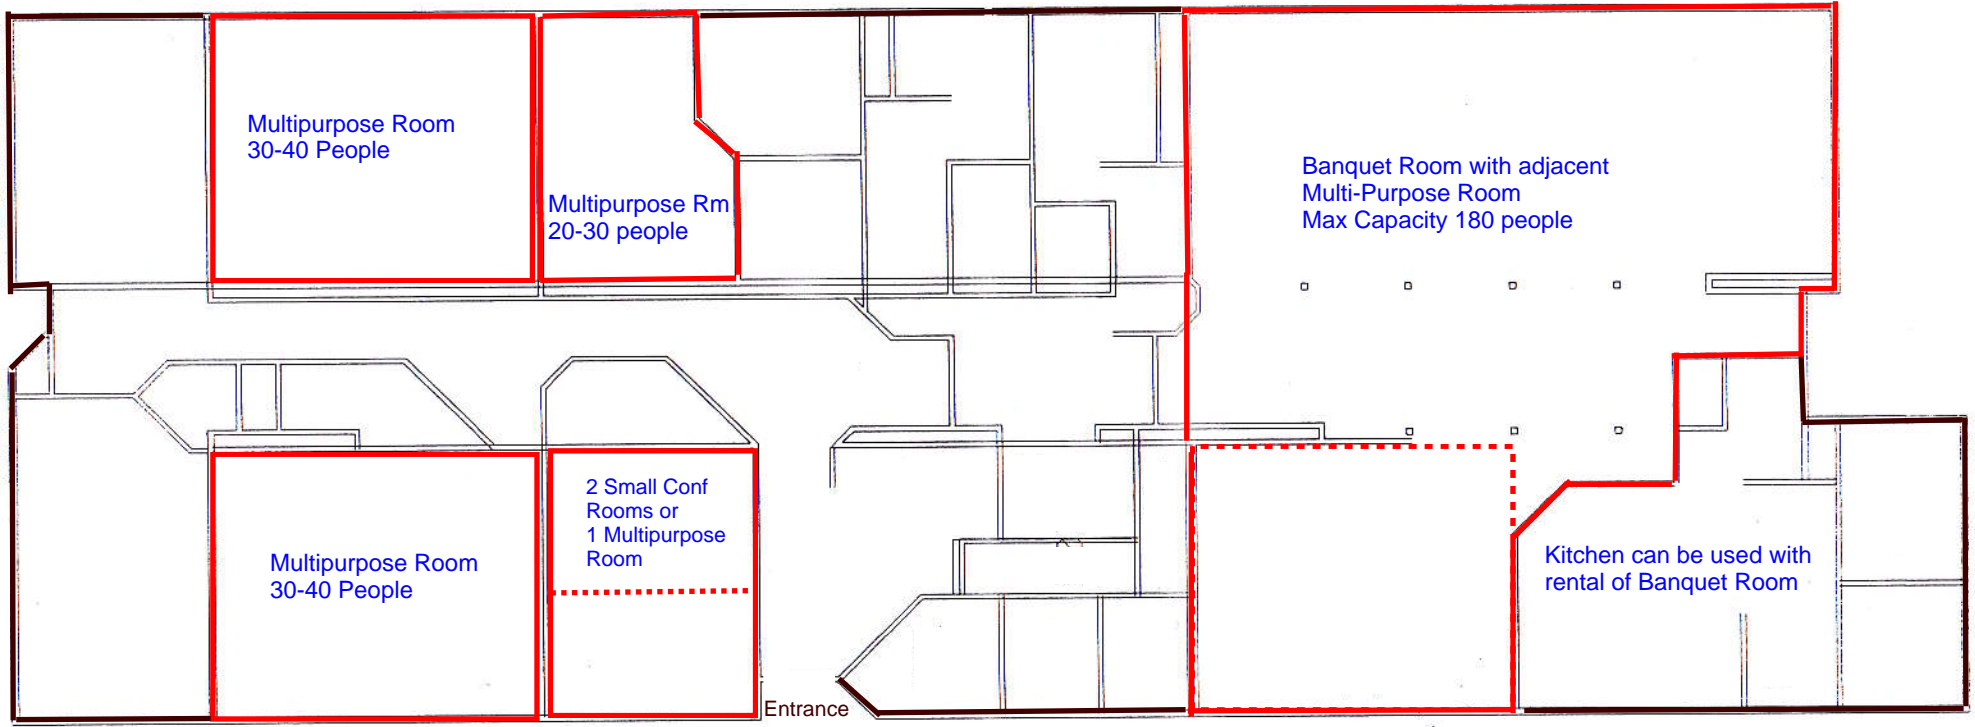 Multipurpose Room
30-40 People
Multipurpose Rm
20-30 people
Banquet Room with adjacent
Multi-Purpose Room
Max Capacity 180 people
Multipurpose Room
30-40 People
2 Small Conf
Rooms or
1 Multipurpose
Room
Kitchen can be used with
rental of Banquet Room
Entrance